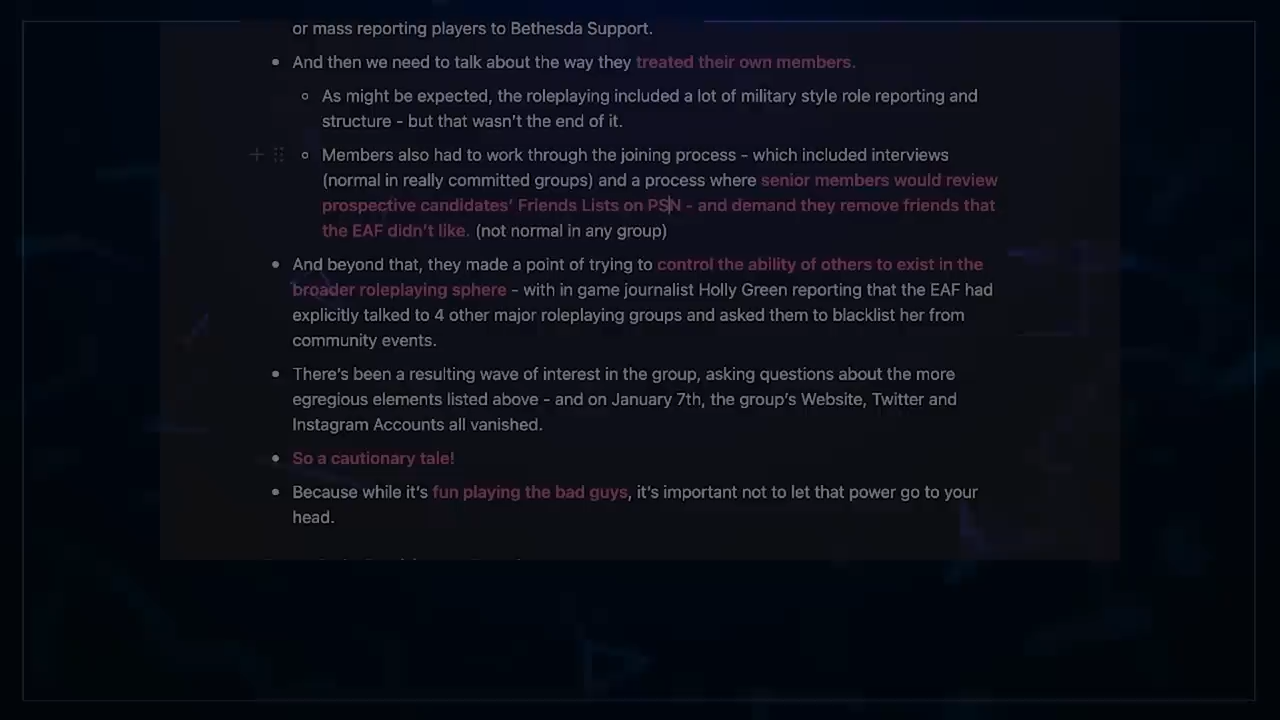 or mass reporting players to Bethesda Support.
And then we need to talk about the way they treated their own members.
As might be expected, the roleplaying included a lot of military style role reporting and
structure - but that wasn't the end of it.
Members also had to work through the joining process - which included interviews
(normal in really committed groups) and a process where senior members would review
prospective candidates' Friends Lists on PSN - and demand they remove friends that
the EAF didn't like. (not normal in any group)
And beyond that, they made a point of trying to control the ability of others to exist in the
broader roleplaying sphere - with in game journalist Holly Green reporting that the EAF had
explicitly talked to 4 other major roleplaying groups and asked them to blacklist her from
community events.
There's been a resulting wave of interest in the group, asking questions about the more
egregious elements listed above - and on January 7th, the group's Website, Twitter and
Instagram Accounts all vanished.
So a cautionary tale!
Because while it's fun playing the bad guys, it's important not to let that power go to your
head.